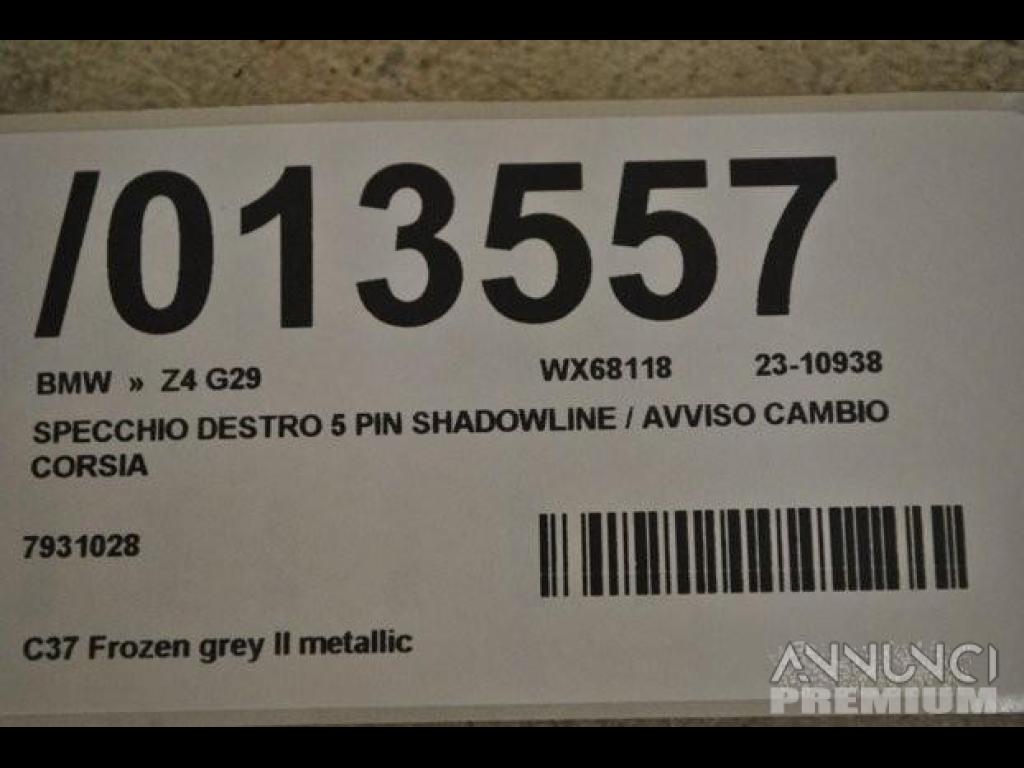 /013557
BMW » Z4 G29 WX68118 23-10938
SPECCHIO DESTRO 5 PIN SHADOWLINE / AVVISO CAMBIO
CORSIA
7931028
C37 Frozen grey II metallic
ANNUNCI
PREMIUM